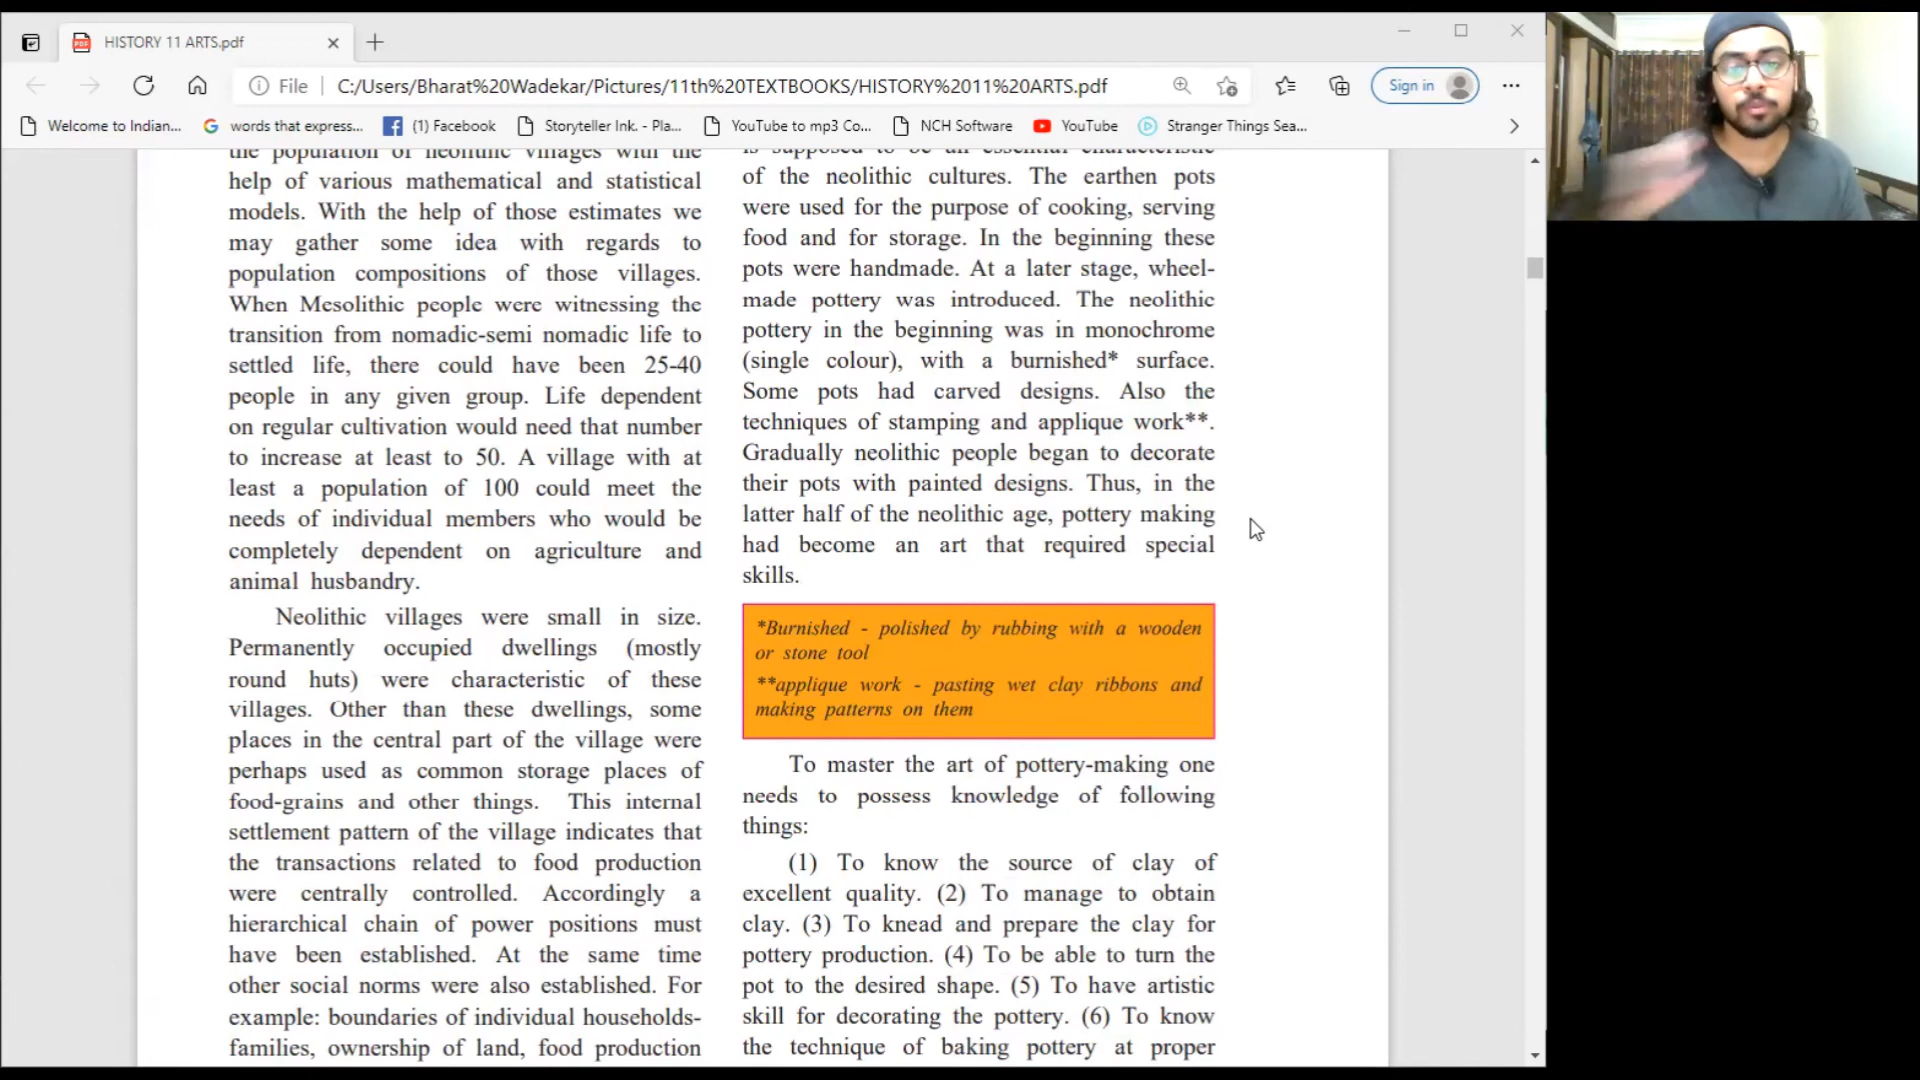 HISTORY 11 ARTS.pdf
File
C:/Users/Bharat%20Wadekar/Pictures/11th%20TEXTBOOKS/HISTORY%2011%20ARTS.pdf
Sign in
Welcome to Indian...
words that express...
(1) Facebook
Storyteller Ink. - Pla...
YouTube to mp3 Co...
NCH Software
YouTube
Stranger Things Sea...
the population of neolithic villages with the
help of various mathematical and statistical
models. With the help of those estimates we
may gather some idea with regards to
population compositions of those villages.
When Mesolithic people were witnessing the
transition from nomadic-semi nomadic life to
settled life, there could have been 25-40
people in any given group. Life dependent
on regular cultivation would need that number
to increase at least to 50. A village with at
least a population of 100 could meet the
needs of individual members who would be
completely dependent on agriculture and
animal husbandry.
Neolithic villages were small in size.
Permanently occupied dwellings (mostly
round huts) were characteristic of these
villages. Other than these dwellings, some
places in the central part of the village were
perhaps used as common storage places of
food-grains and other things. This internal
settlement pattern of the village indicates that
the transactions related to food production
were centrally controlled. Accordingly a
hierarchical chain of power positions must
have been established. At the same time
other social norms were also established. For
example: boundaries of individual households-
families, ownership of land, food production
is supposed to be an essential characteristic
of the neolithic cultures. The earthen pots
were used for the purpose of cooking, serving
food and for storage. In the beginning these
pots were handmade. At a later stage, wheel-
made pottery was introduced. The neolithic
pottery in the beginning was in monochrome
(single colour), with a burnished* surface.
Some pots had carved designs. Also the
techniques of stamping and applique work**.
Gradually neolithic people began to decorate
their pots with painted designs. Thus, in the
latter half of the neolithic age, pottery making
had become an art that required special
skills.
*Burnished - polished by rubbing with a wooden
or stone tool
**applique work - pasting wet clay ribbons and
making patterns on them
To master the art of pottery-making one
needs to possess knowledge of following
things:
(1) To know the source of clay of
excellent quality. (2) To manage to obtain
clay. (3) To knead and prepare the clay for
pottery production. (4) To be able to turn the
pot to the desired shape. (5) To have artistic
skill for decorating the pottery. (6) To know
the technique of baking pottery at proper